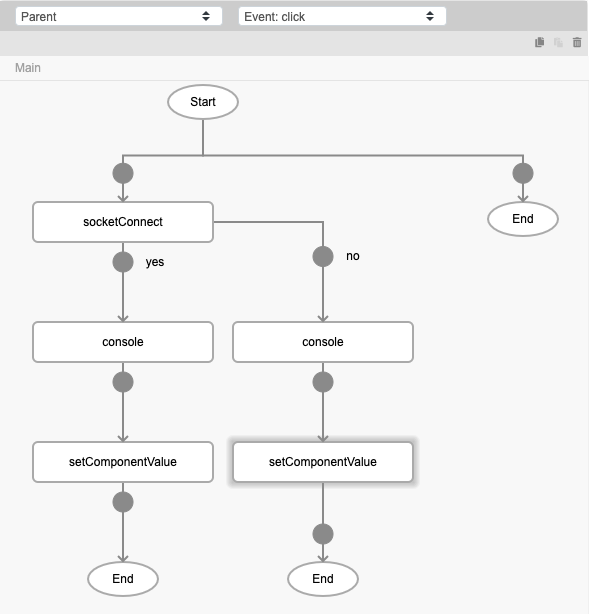 Parent
Event: click
Main
Start
socketConnect
End
yes
no
console
console
setComponentValue
setComponentValue
End
End